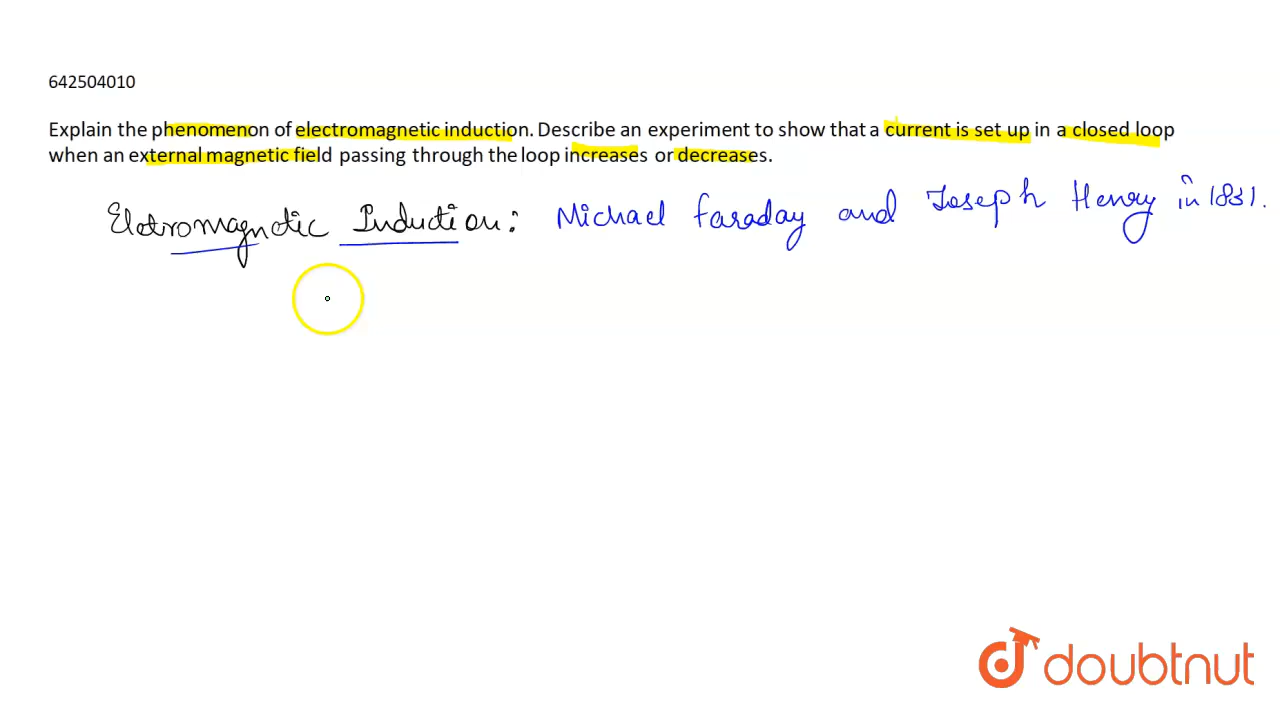 642504010
Explain the phenomenon of electromagnetic induction. Describe an experiment to show that a current is set up in a closed loop
when an external magnetic field passing through the loop increases or decreases.
Eletromagnetic Induction: Michael Faraday and Joseph Henry in 1831.
doubtnut